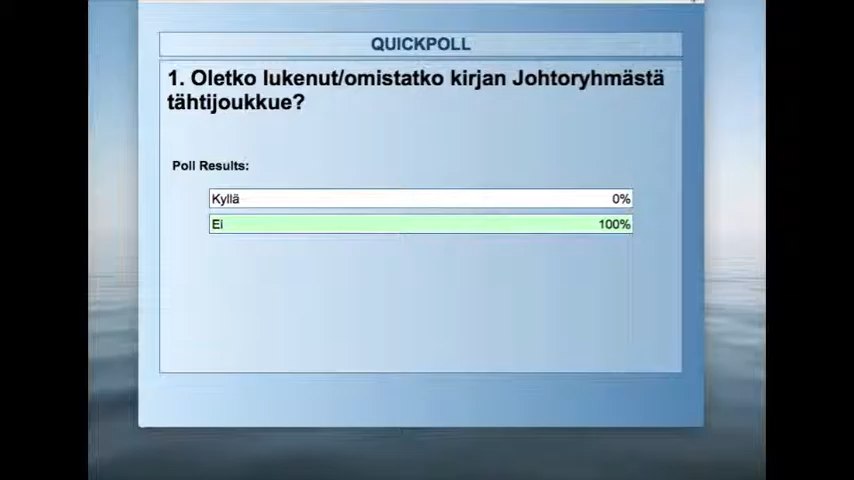 QUICKPOLL
1. Oletko lukenut/omistatko kirjan Johtoryhmästä
tähtijoukkue?
Poll Results:
Kyllä 0%
Ei 100%